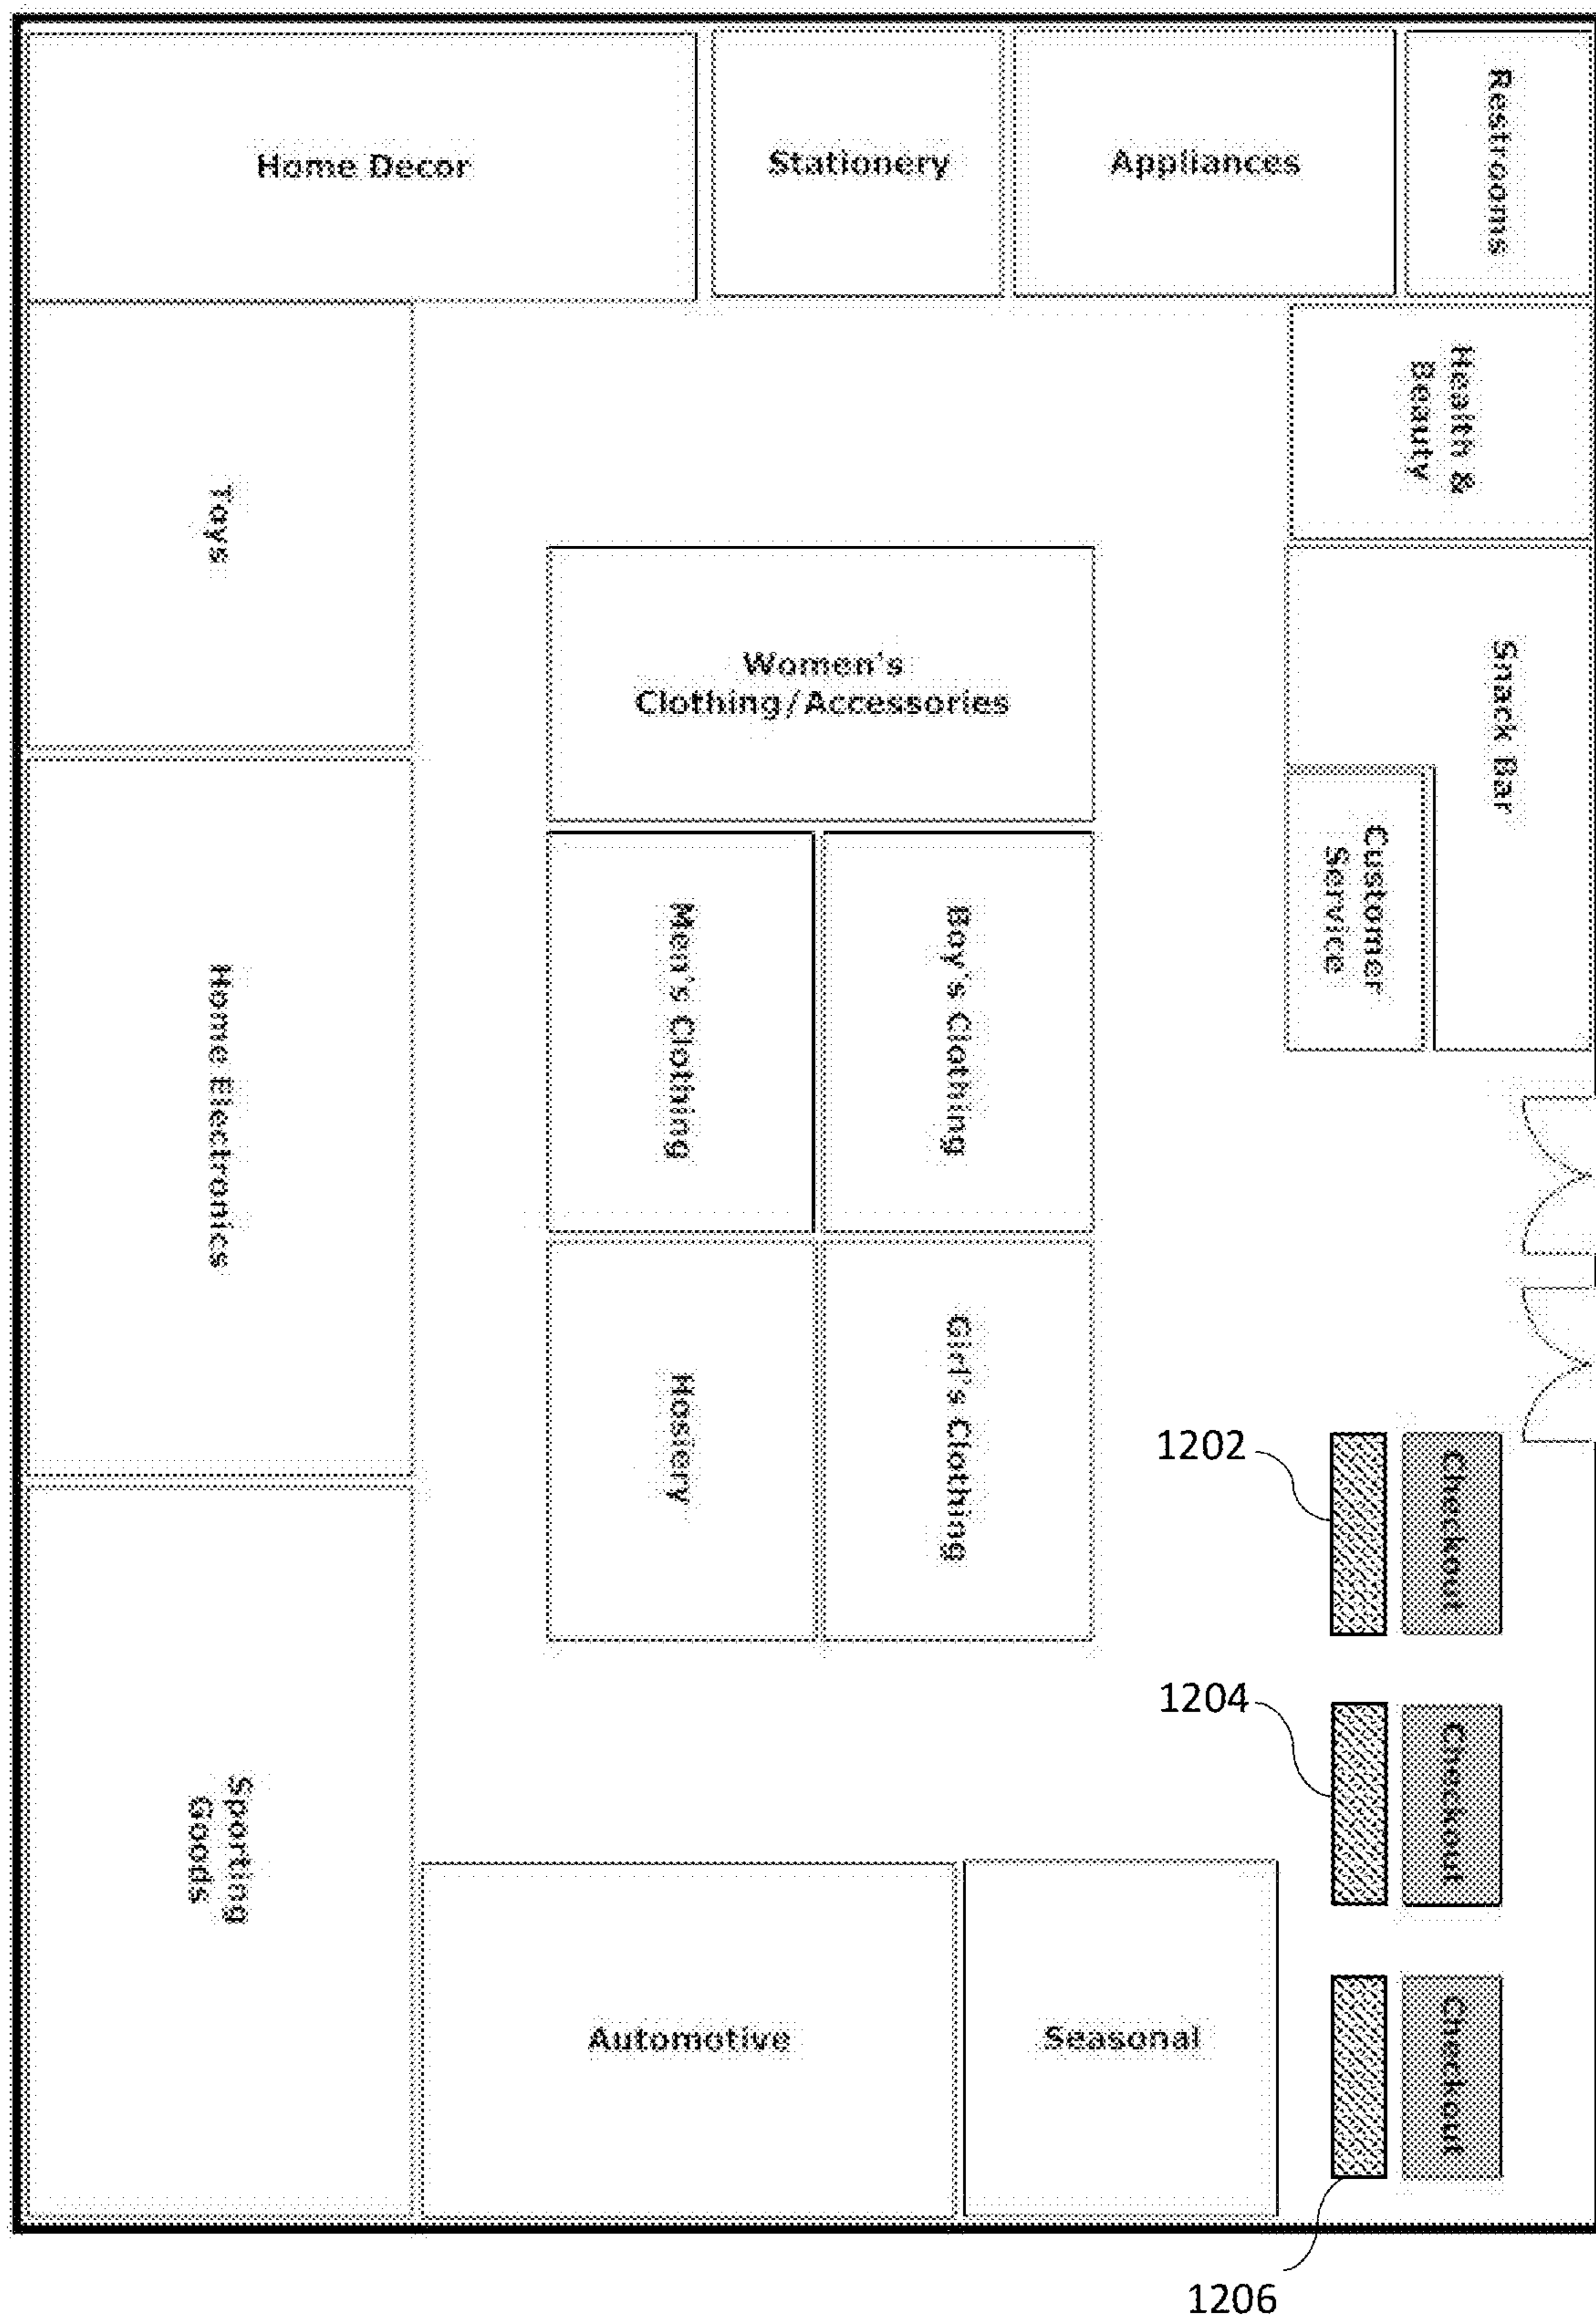 Home Decor
Stationery
Appliances
Restrooms
Health &
Beauty
Toys
Women's
Clothing/Accessories
Snack Bar
Customer
Service
Men's Clothing
Boy's Clothing
Home Electronics
Hosiery
Girl's Clothing
1202
Checkout
1204
Checkout
Sporting
Goods
Automotive
Seasonal
Checkout
1206